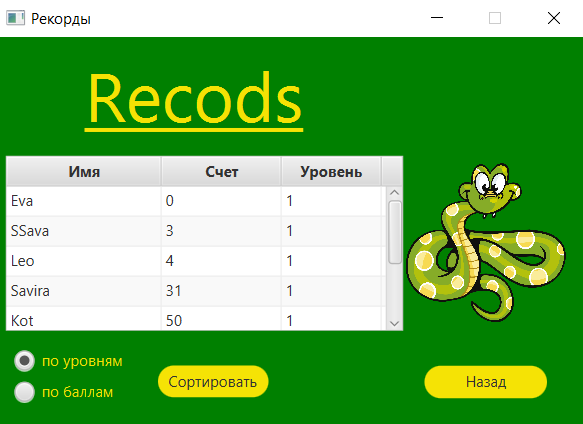 Рекорды
Recods
Имя Счет Уровень
Eva 0 1
SSava 3 1
Leo 4 1
Savira 31 1
Kot 50 1
по уровням
по баллам
Сортировать
Назад